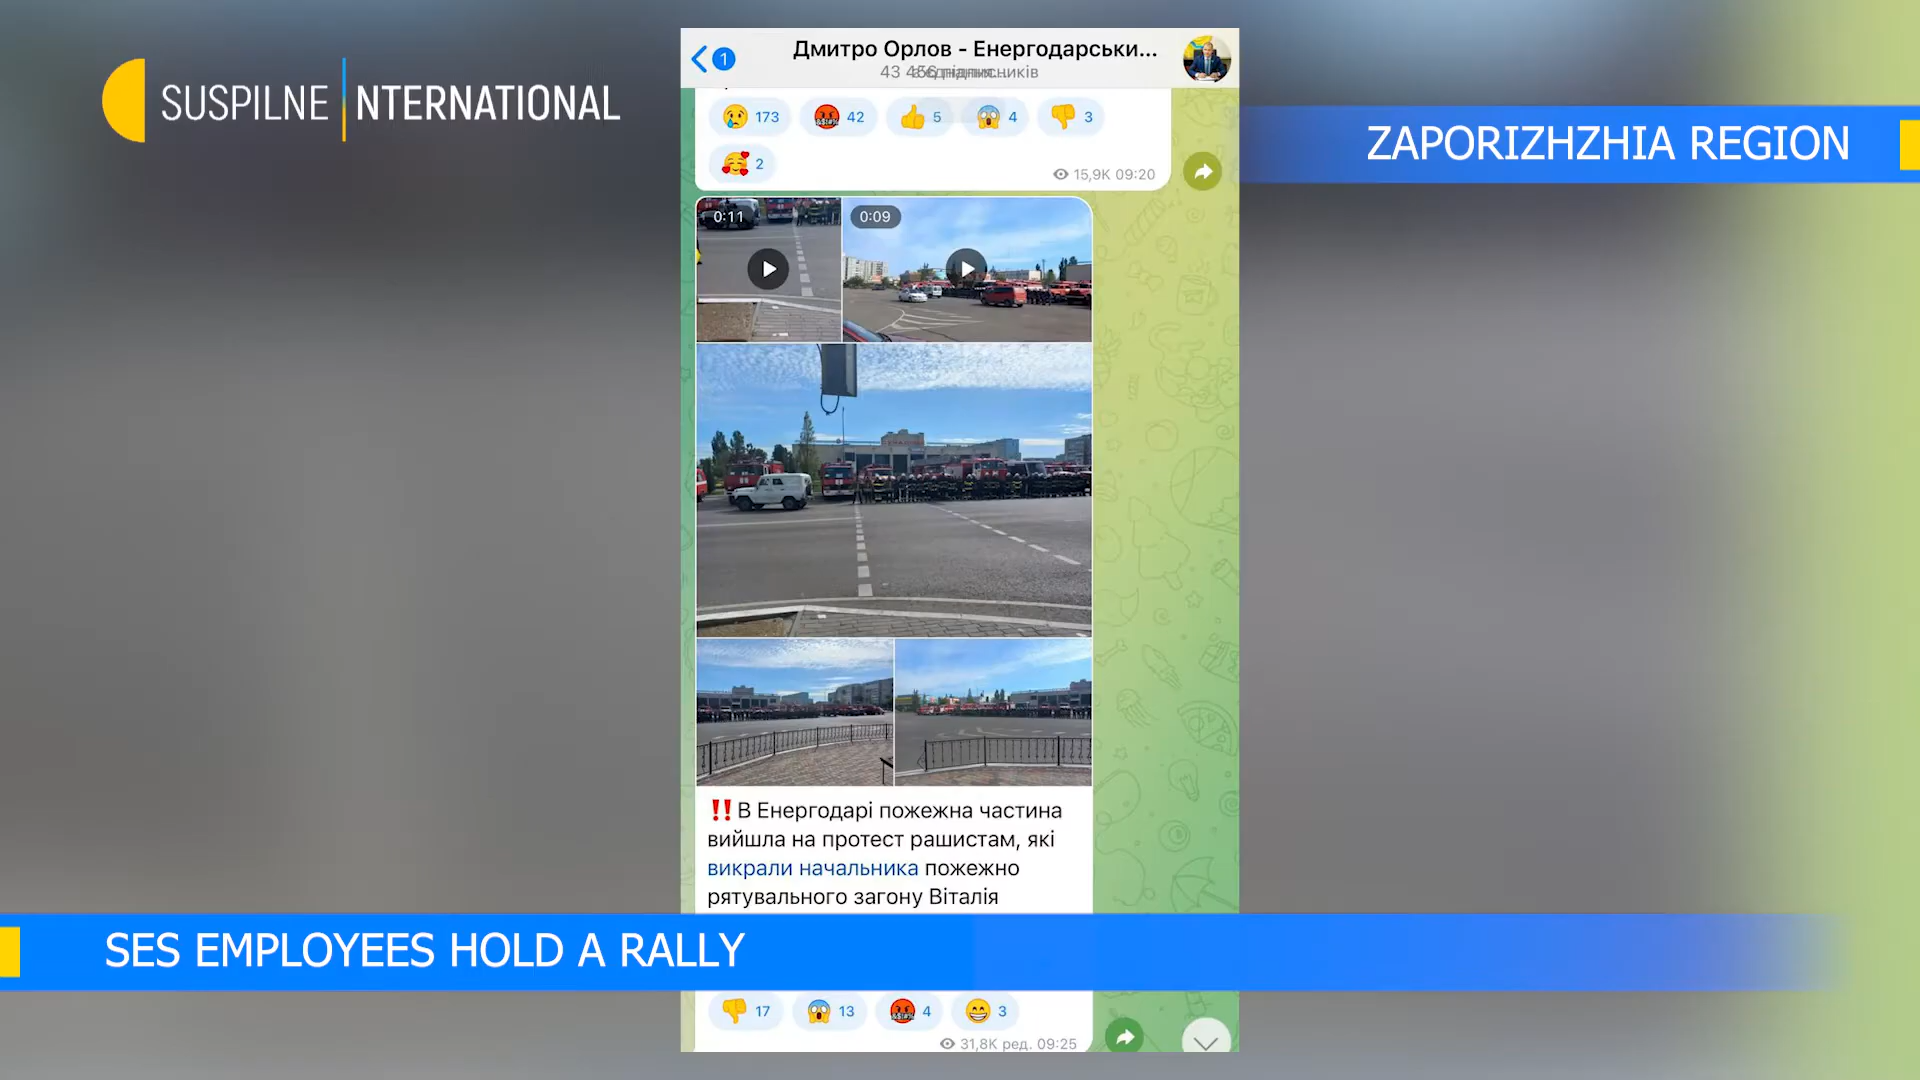 SUSPILNE INTERNATIONAL
ZAPORIZHZHIA REGION
1
Дмитро Орлов - Енергодарськи...
173 42 5 4 3
2
15,9K 09:20
0:11 0:09
‼️В Енергодарі пожежна частина
вийшла на протест рашистам, які
викрали начальника пожежно
рятувального загону Віталія
SES EMPLOYEES HOLD A RALLY
17 13 4 3
31,8K ред. 09:25